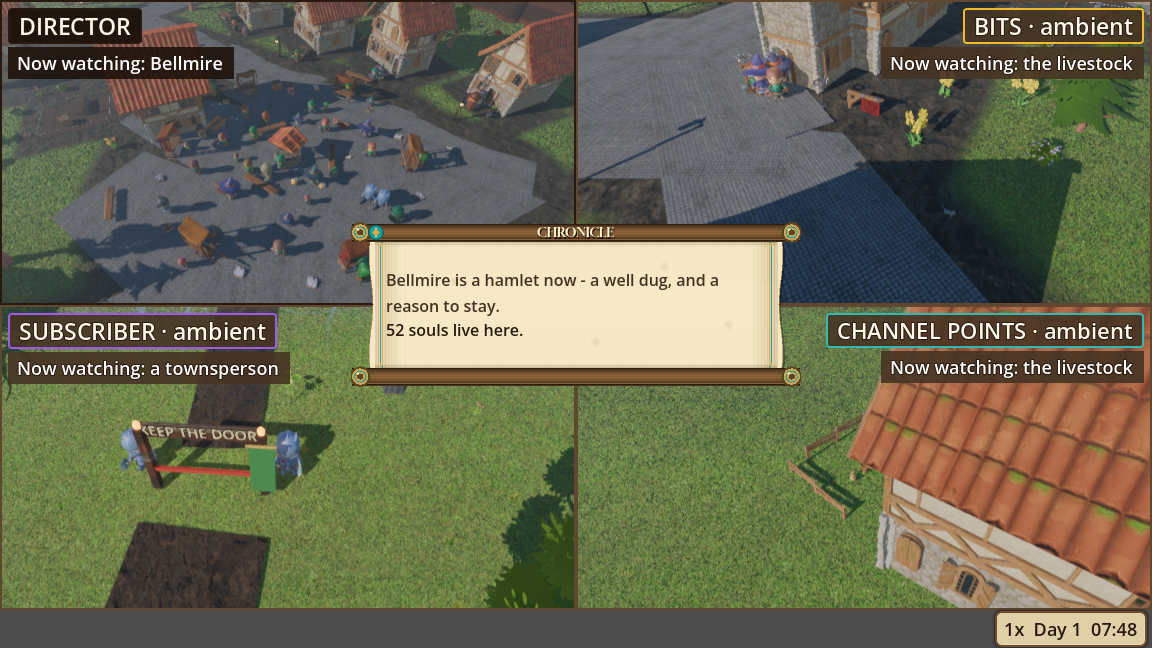 DIRECTOR
Now watching: Bellmire
BITS · ambient
Now watching: the livestock
CHRONICLE
Bellmire is a hamlet now - a well dug, and a
reason to stay.
52 souls live here.
SUBSCRIBER · ambient
Now watching: a townsperson
KEEP THE DOOR
CHANNEL POINTS · ambient
Now watching: the livestock
1x Day 1 07:48